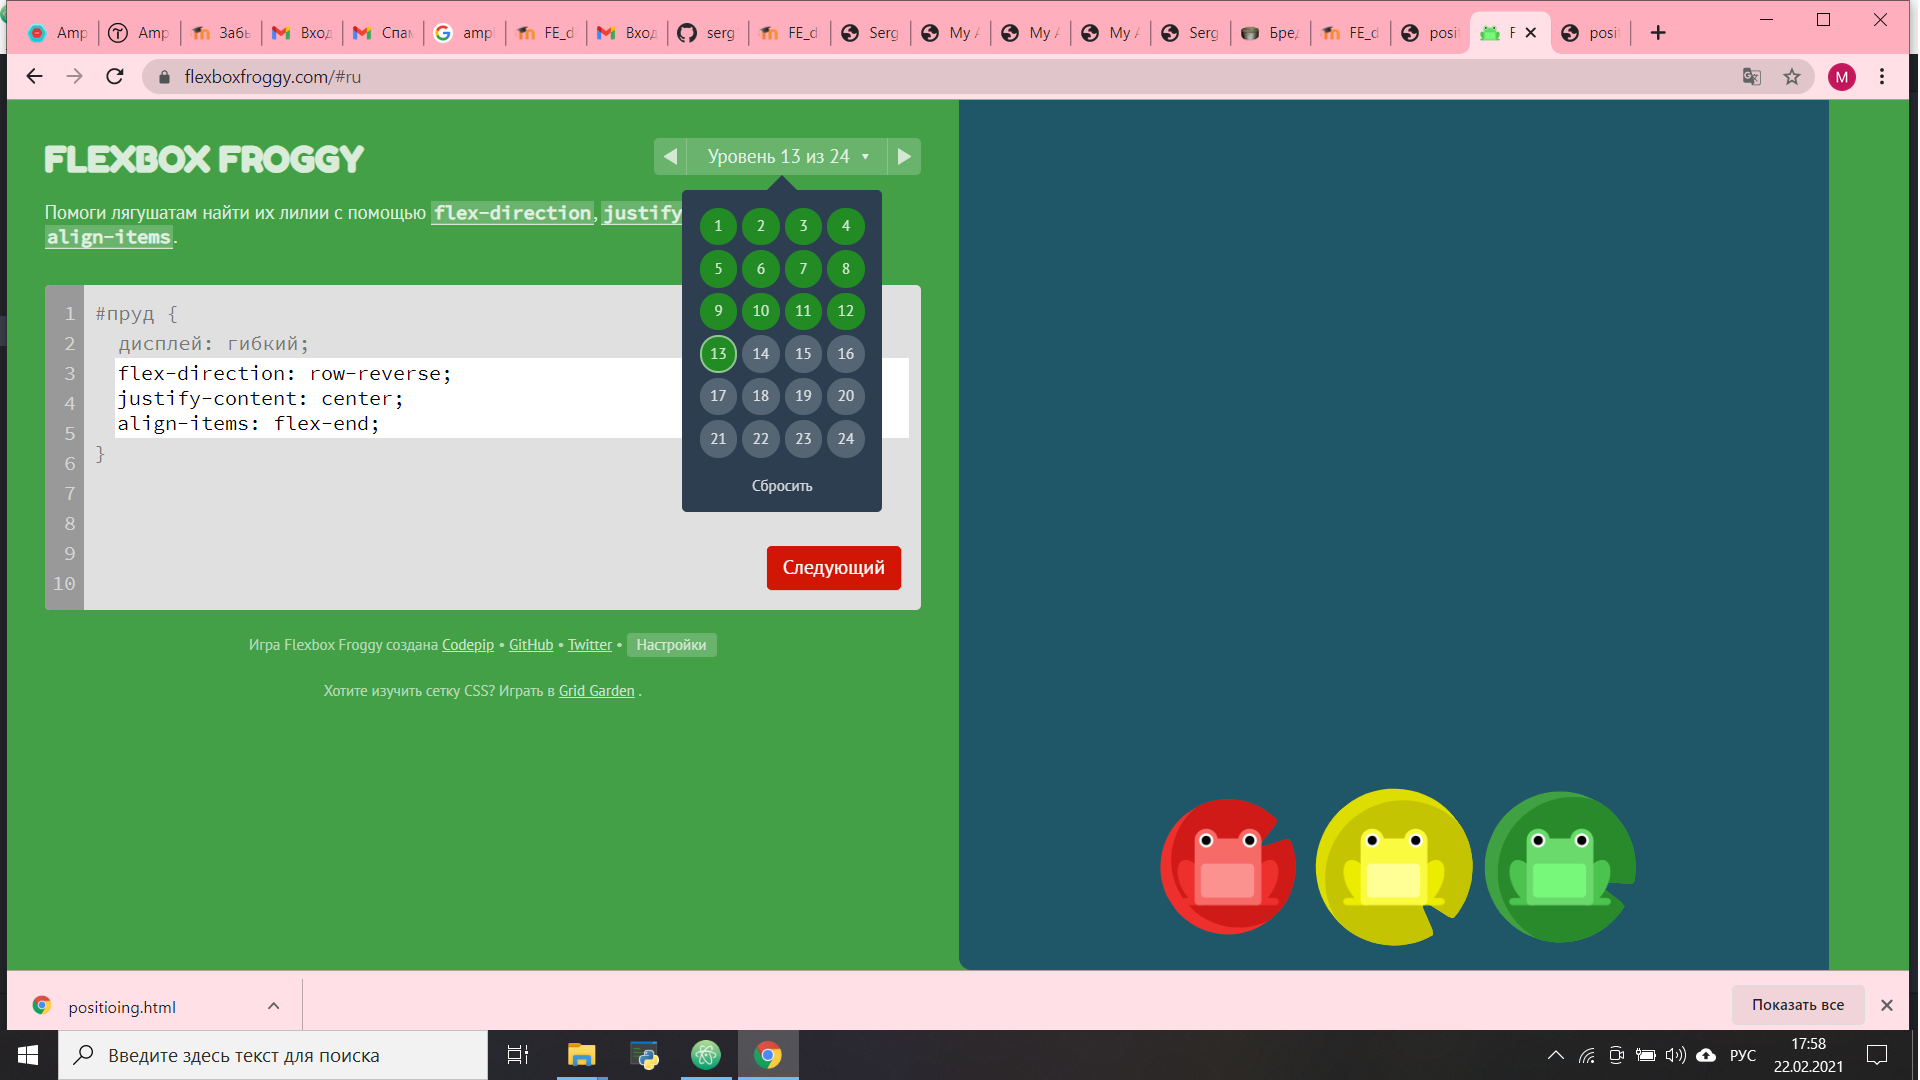 Amp
Amp
Забь
Вход
Спам
amp
FE_d
Вход
serg
FE_d
Serg
My
My
My
Serg
Бред
FE_d
posit
F
posit
flexboxfroggy.com/#ru
M
FLEXBOX FROGGY
Уровень 13 из 24
Помоги лягушатам найти их лилии с помощью flex-direction, justify
align-items.
1 2 3 4
5 6 7 8
9 10 11 12
13 14 15 16
17 18 19 20
21 22 23 24
Сбросить
1 #пруд {
2 дисплей: гибкий;
3 flex-direction: row-reverse;
4 justify-content: center;
5 align-items: flex-end;
6 }
7
8
9
10
Следующий
Игра Flexbox Froggy создана Codepip • GitHub • Twitter • Настройки
Хотите изучить сетку CSS? Играть в Grid Garden .
positioing.html
Показать все
Введите здесь текст для поиска
РУС
17:58
22.02.2021